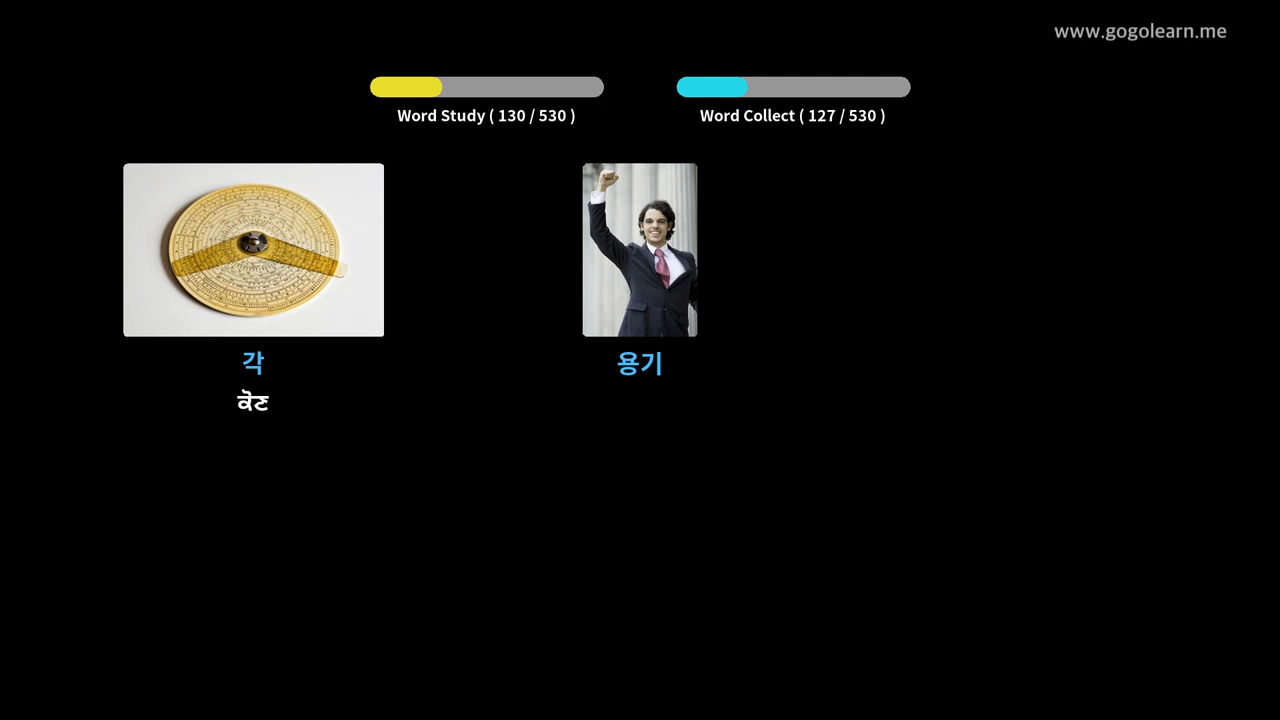 www.gogolearn.me
Word Study ( 130 / 530 )
Word Collect ( 127 / 530 )
각
용기
ਕੋਣ